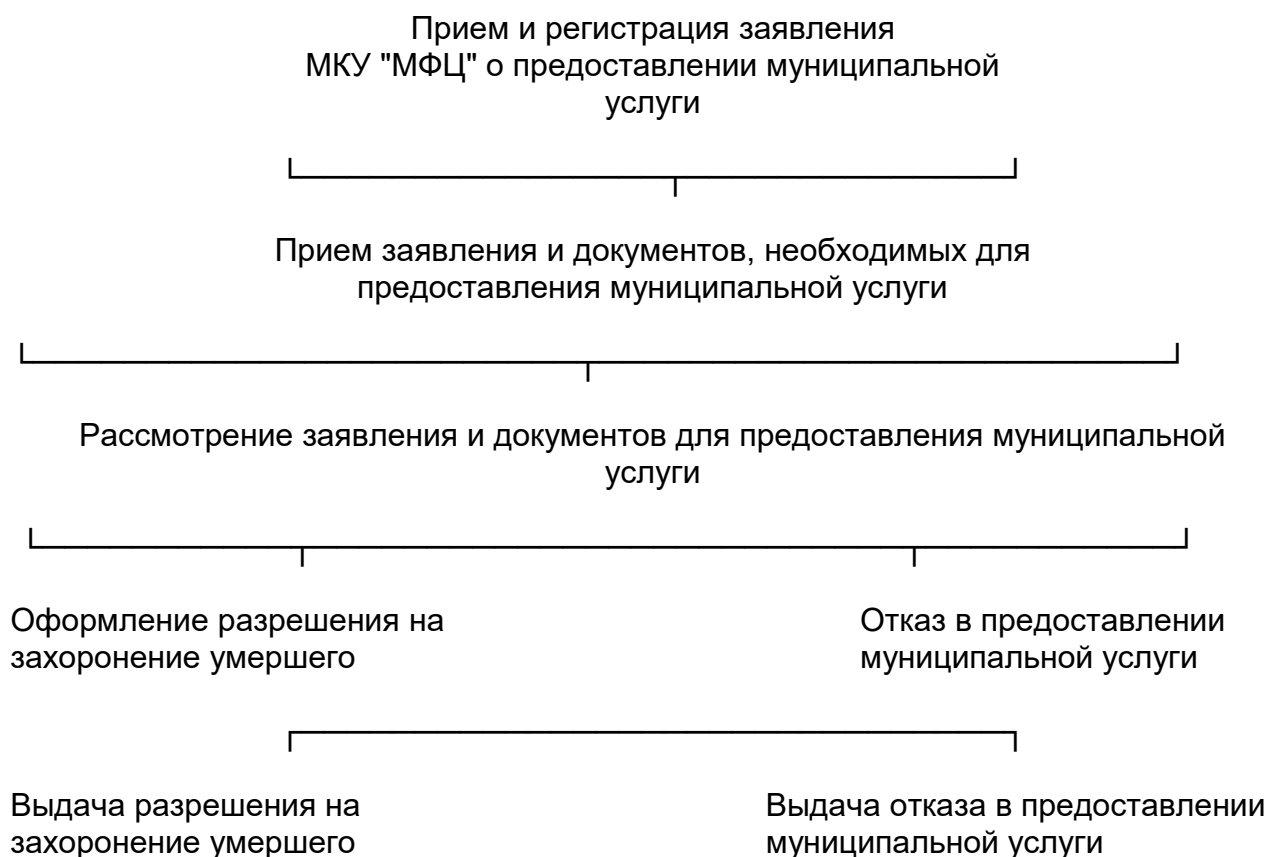 Прием и регистрация заявления
МКУ "МФЦ" о предоставлении муниципальной
услуги
Прием заявления и документов, необходимых для
предоставления муниципальной услуги
Рассмотрение заявления и документов для предоставления муниципальной
услуги
Оформление разрешения на
захоронение умершего
Отказ в предоставлении
муниципальной услуги
Выдача разрешения на
захоронение умершего
Выдача отказа в предоставлении
муниципальной услуги